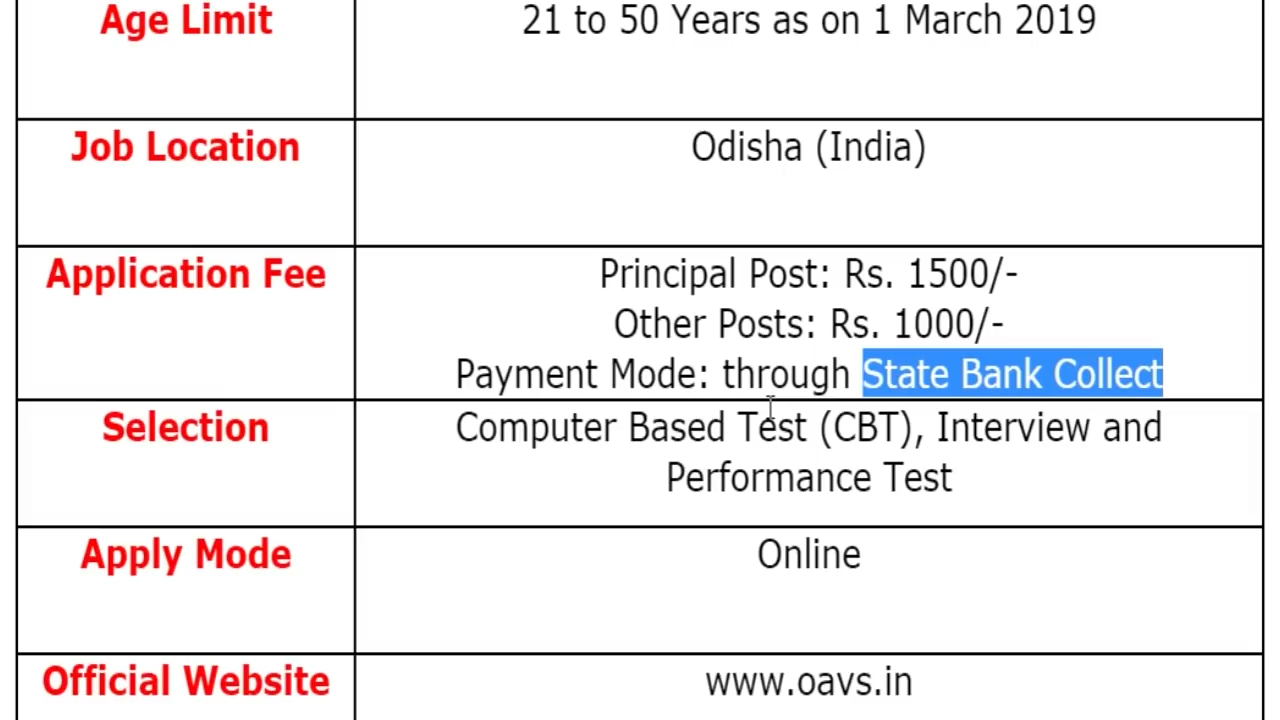 Age Limit
21 to 50 Years as on 1 March 2019
Job Location
Odisha (India)
Application Fee
Principal Post: Rs. 1500/-
Other Posts: Rs. 1000/-
Payment Mode: through State Bank Collect
Selection
Computer Based Test (CBT), Interview and
Performance Test
Apply Mode
Online
Official Website
www.oavs.in